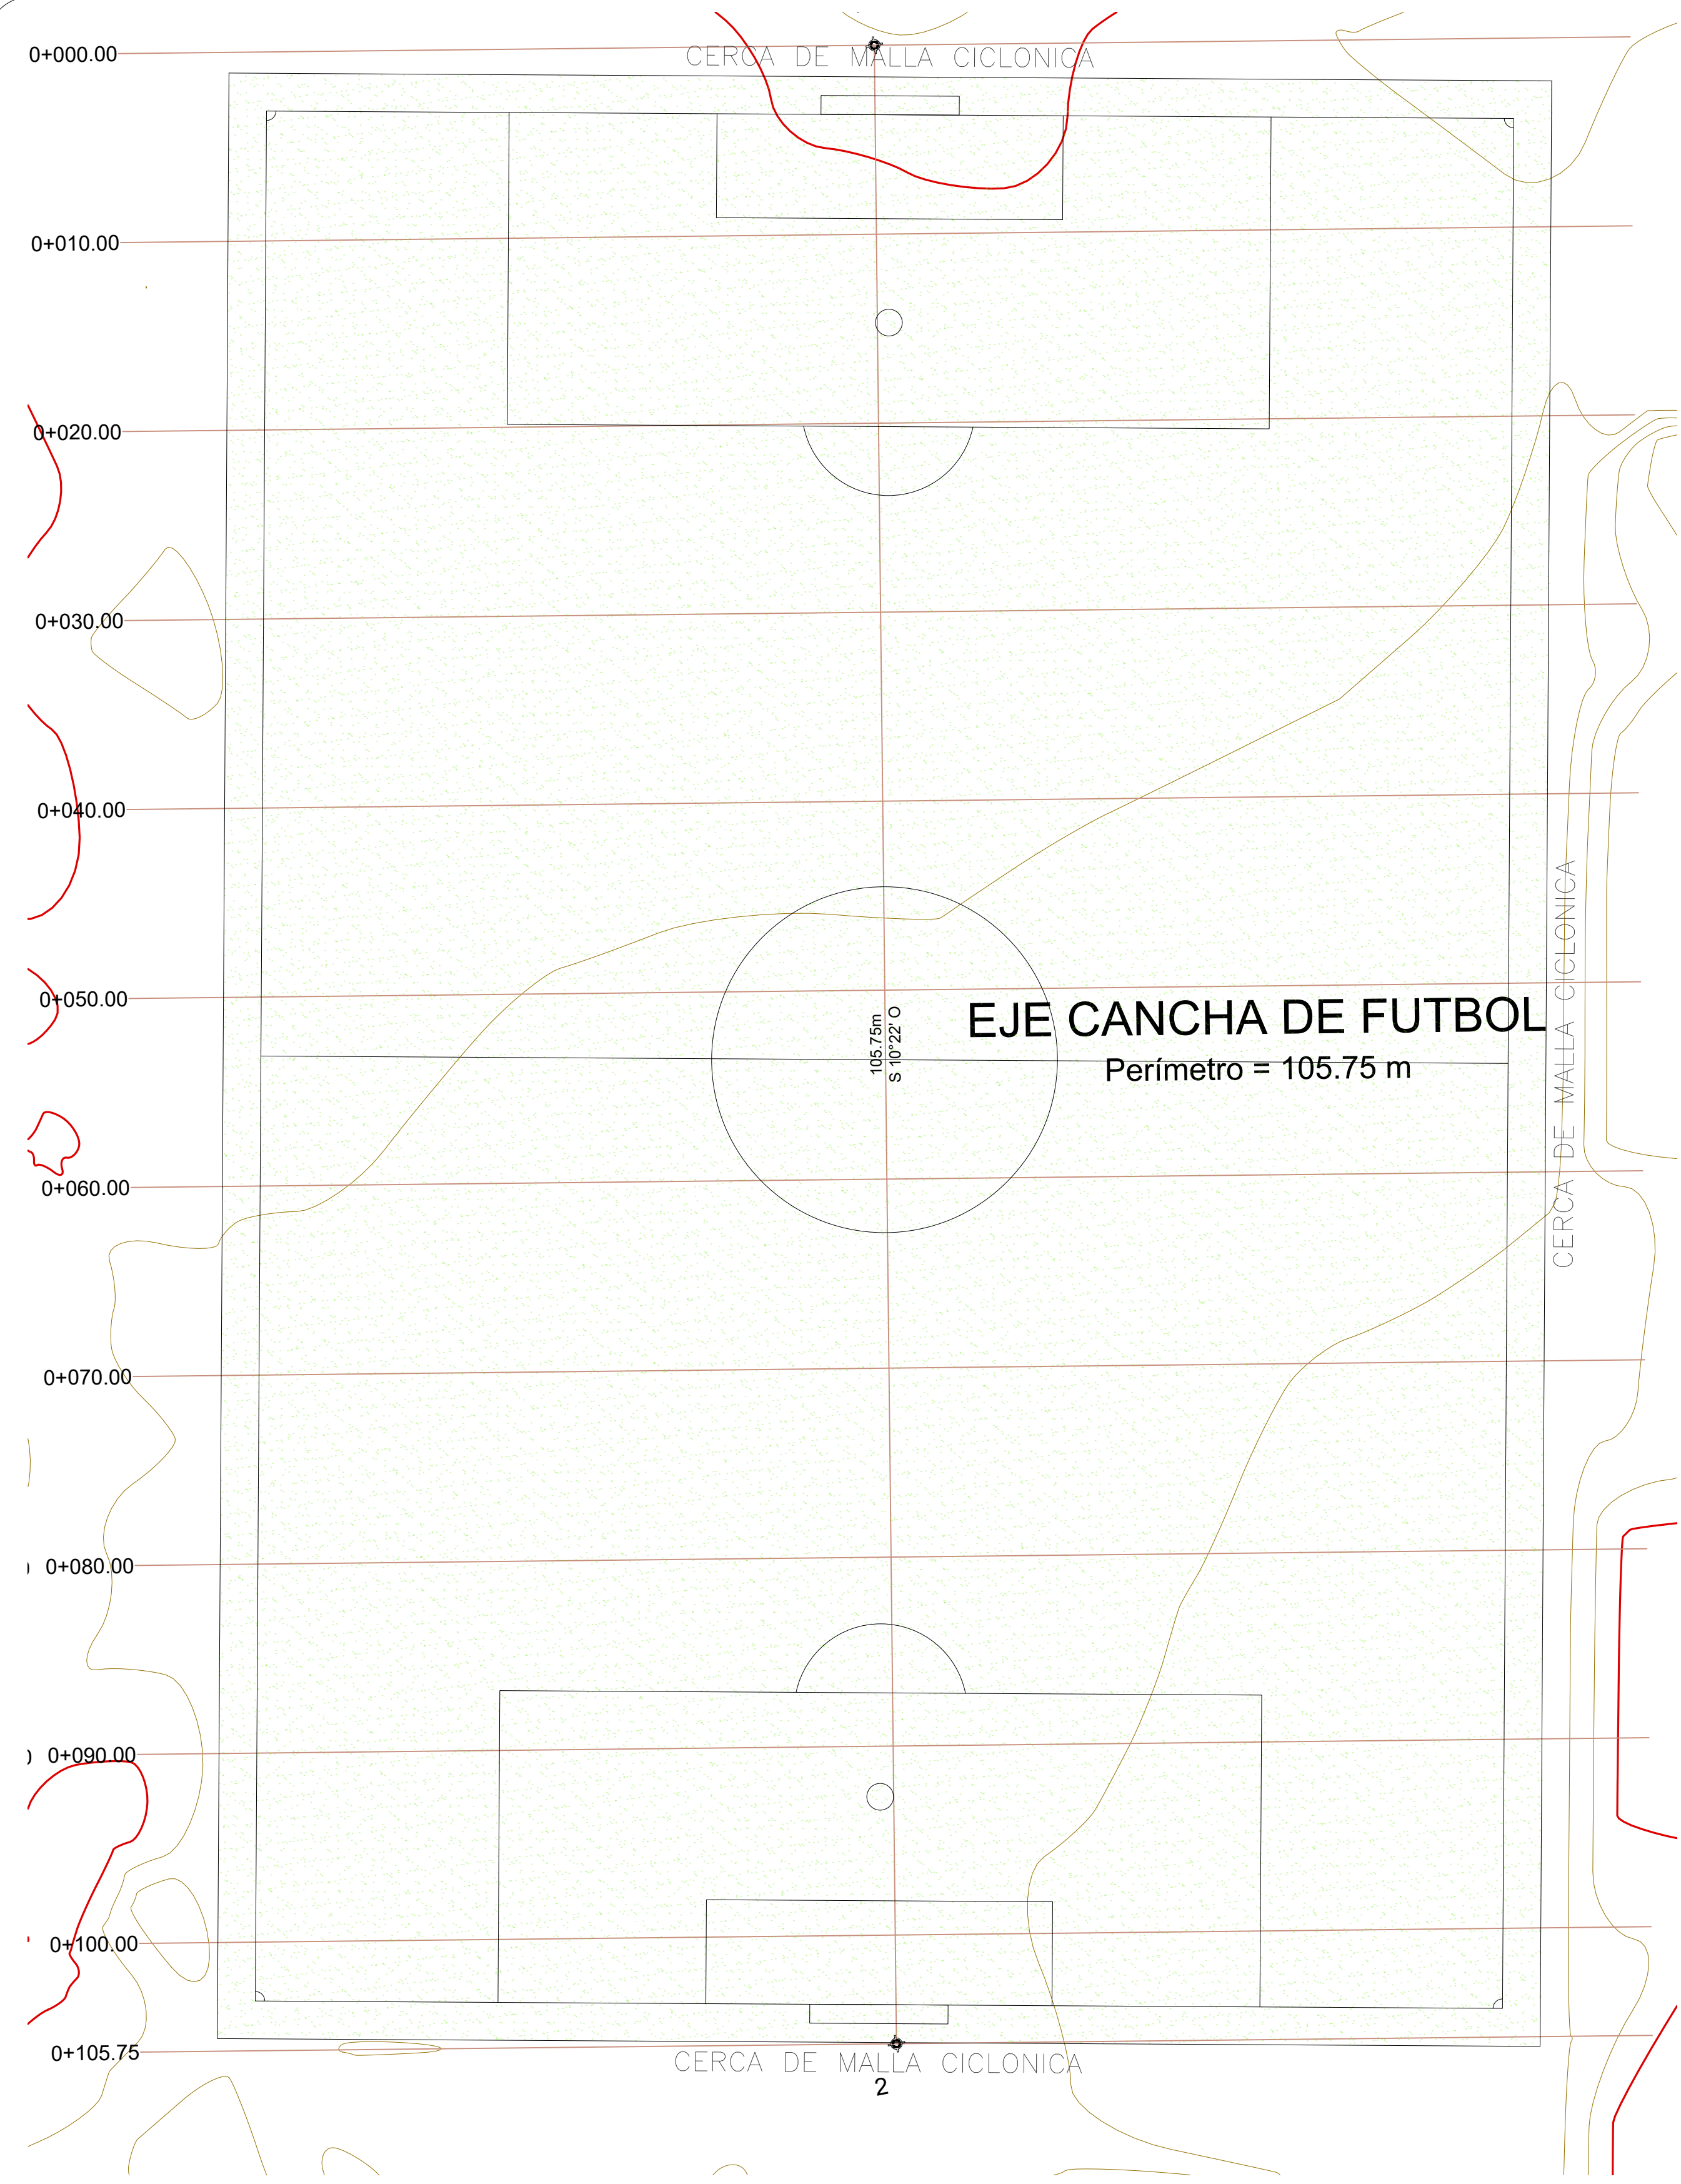 0+000.00
CERCA DE MALLA CICLONICA
0+010.00
0+020.00
0+030.00
0+040.00
0+050.00
105.75m
S 10°22' O
EJE CANCHA DE FUTBOL
Perímetro = 105.75 m
CERCA DE MALLA CICLONICA
0+060.00
0+070.00
0+080.00
0+090.00
0+100.00
0+105.75
CERCA DE MALLA CICLONICA
2